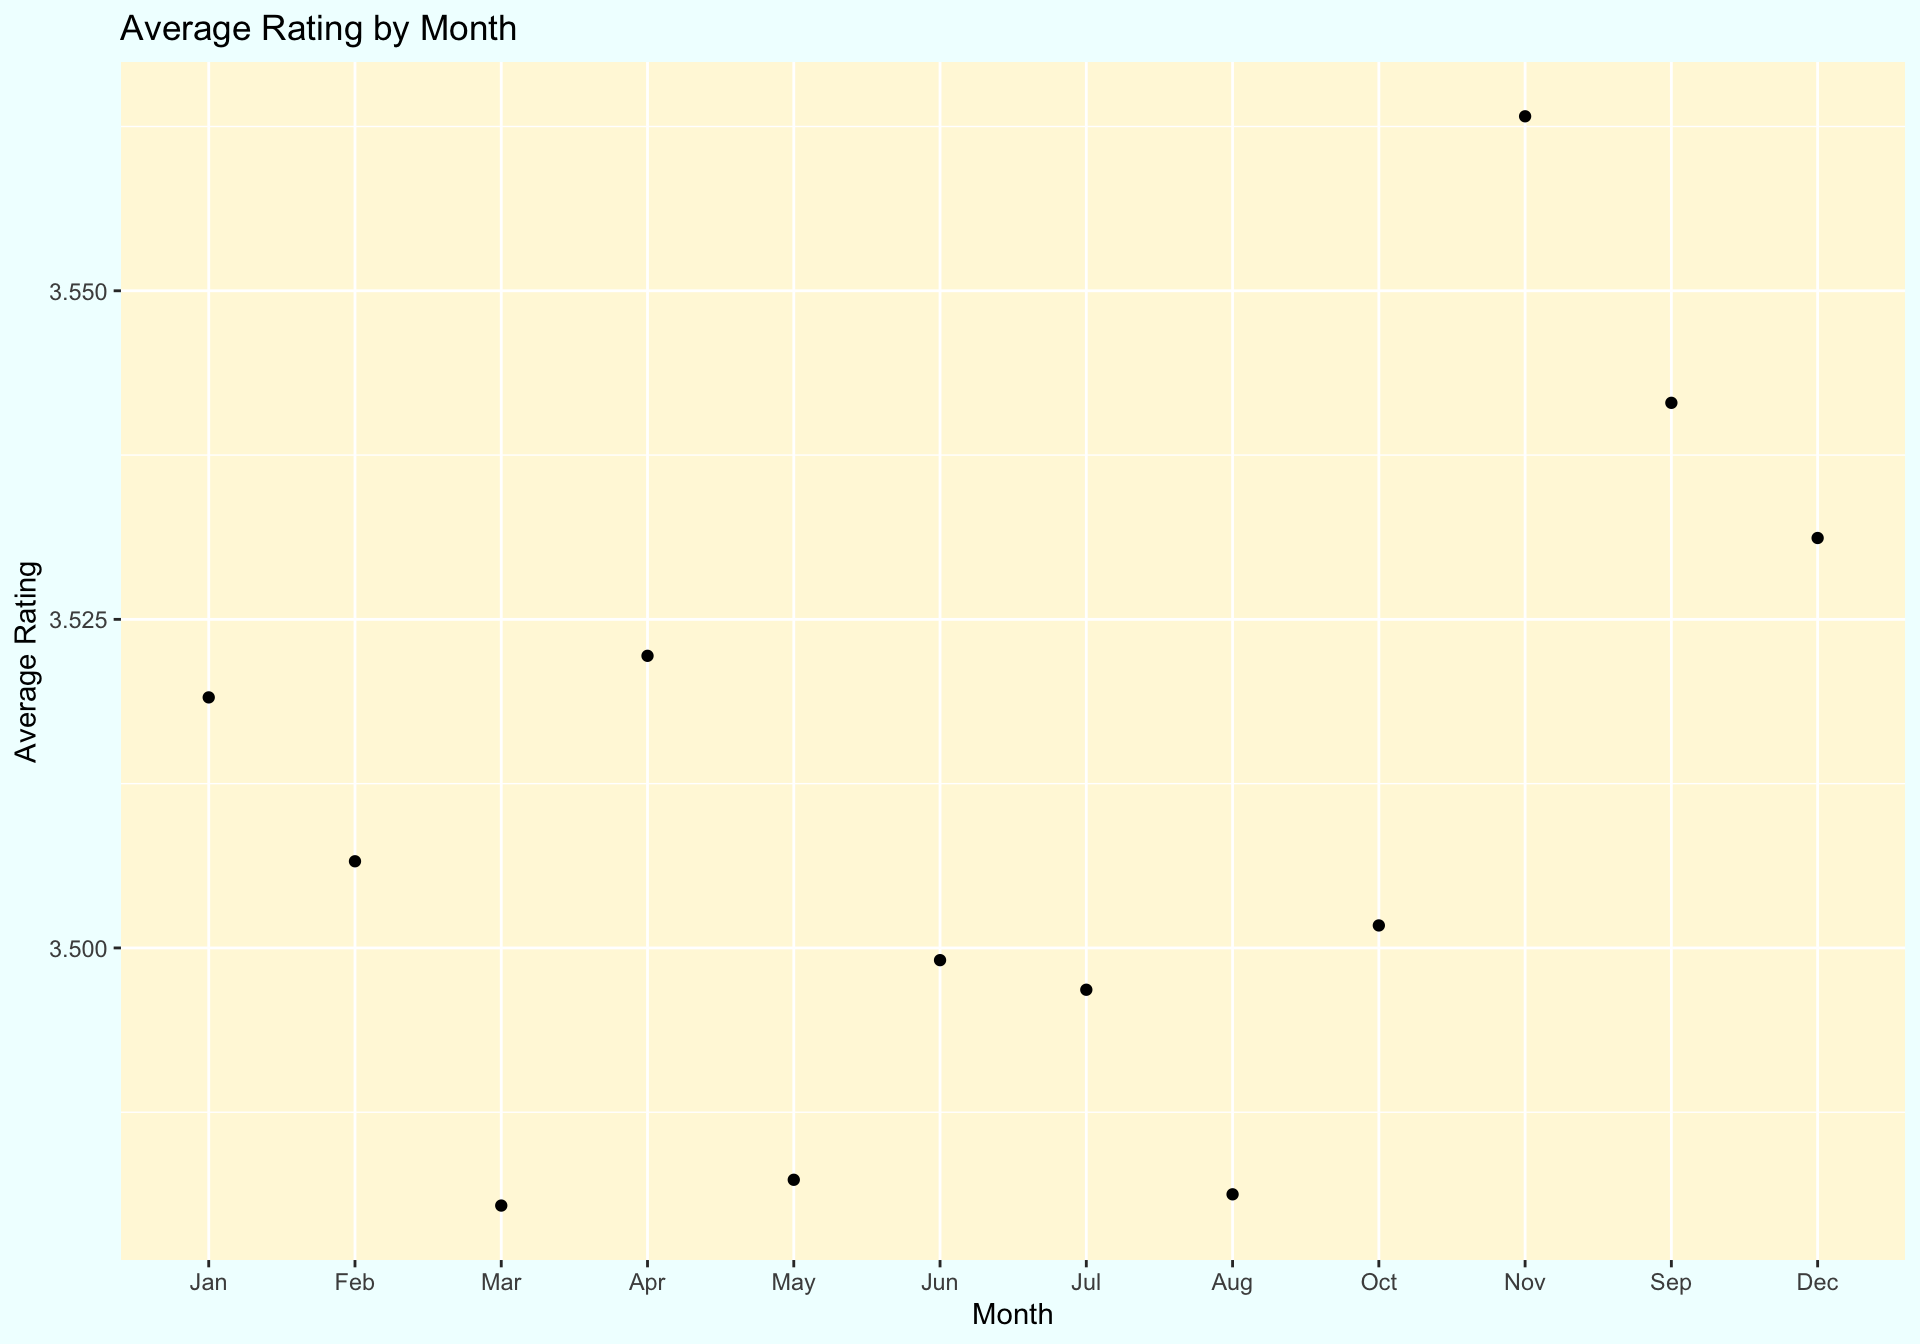 Average Rating by Month
Average Rating
3.550
3.525
3.500
Jan Feb Mar Apr May Jun Jul Aug Oct Nov Sep Dec
Month